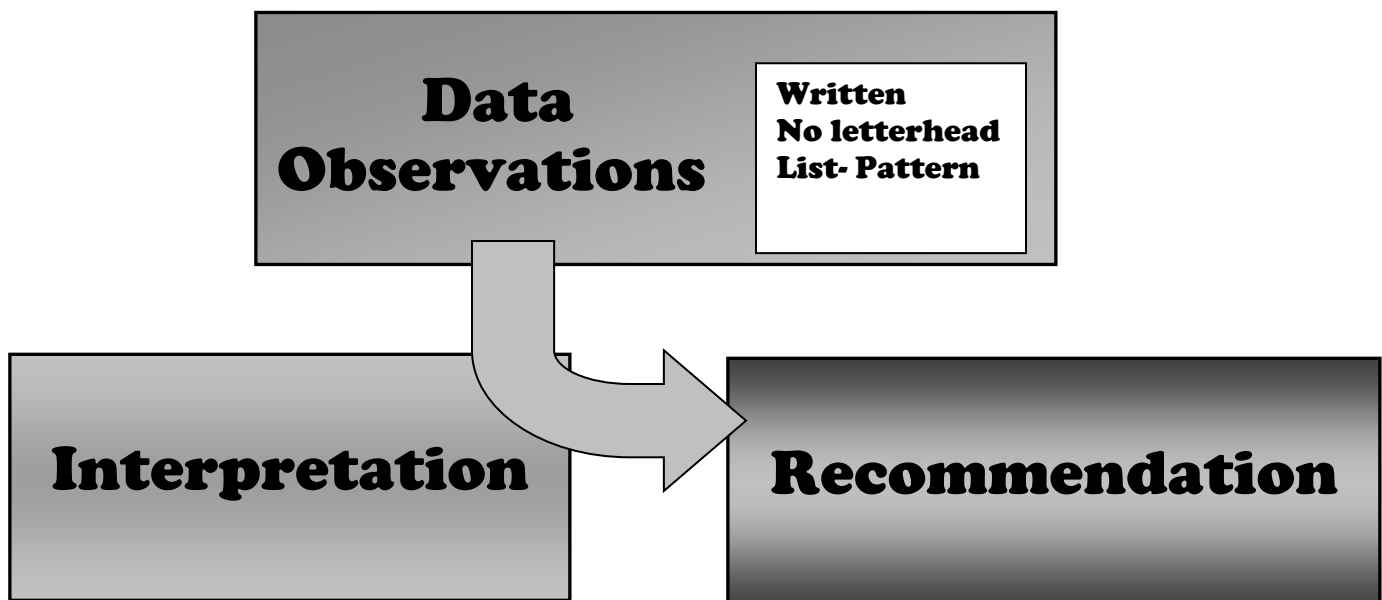 Data
Observations
Written
No letterhead
List- Pattern
Interpretation
Recommendation